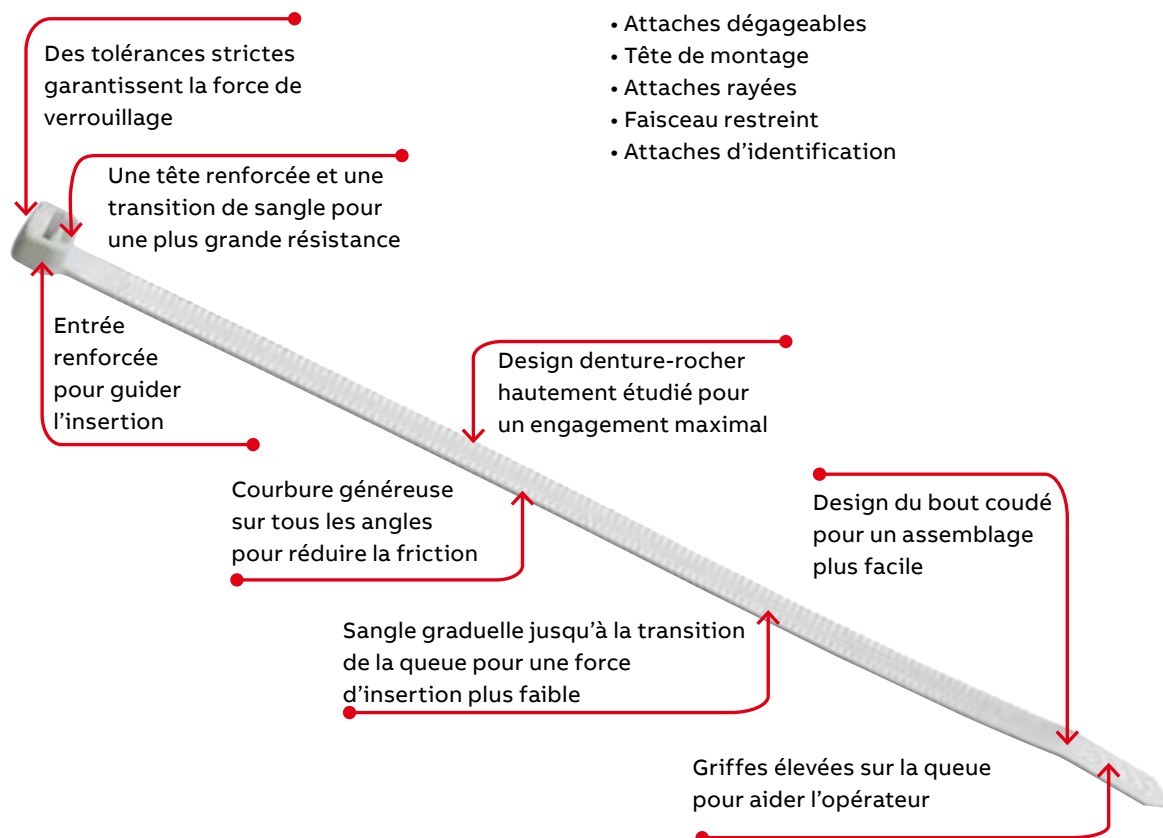 Des tolérances strictes
garantissent la force de
verrouillage
• Attaches dégageables
• Tête de montage
• Attaches rayées
• Faisceau restreint
• Attaches d’identification
Une tête renforcée et une
transition de sangle pour
une plus grande résistance
Entrée
renforcée
pour guider
l’insertion
Design denture-rocher
hautement étudié pour
un engagement maximal
Courbure généreuse
sur tous les angles
pour réduire la friction
Design du bout coudé
pour un assemblage
plus facile
Sangle graduelle jusqu’à la transition
de la queue pour une force
d’insertion plus faible
Griffes élevées sur la queue
pour aider l’opérateur